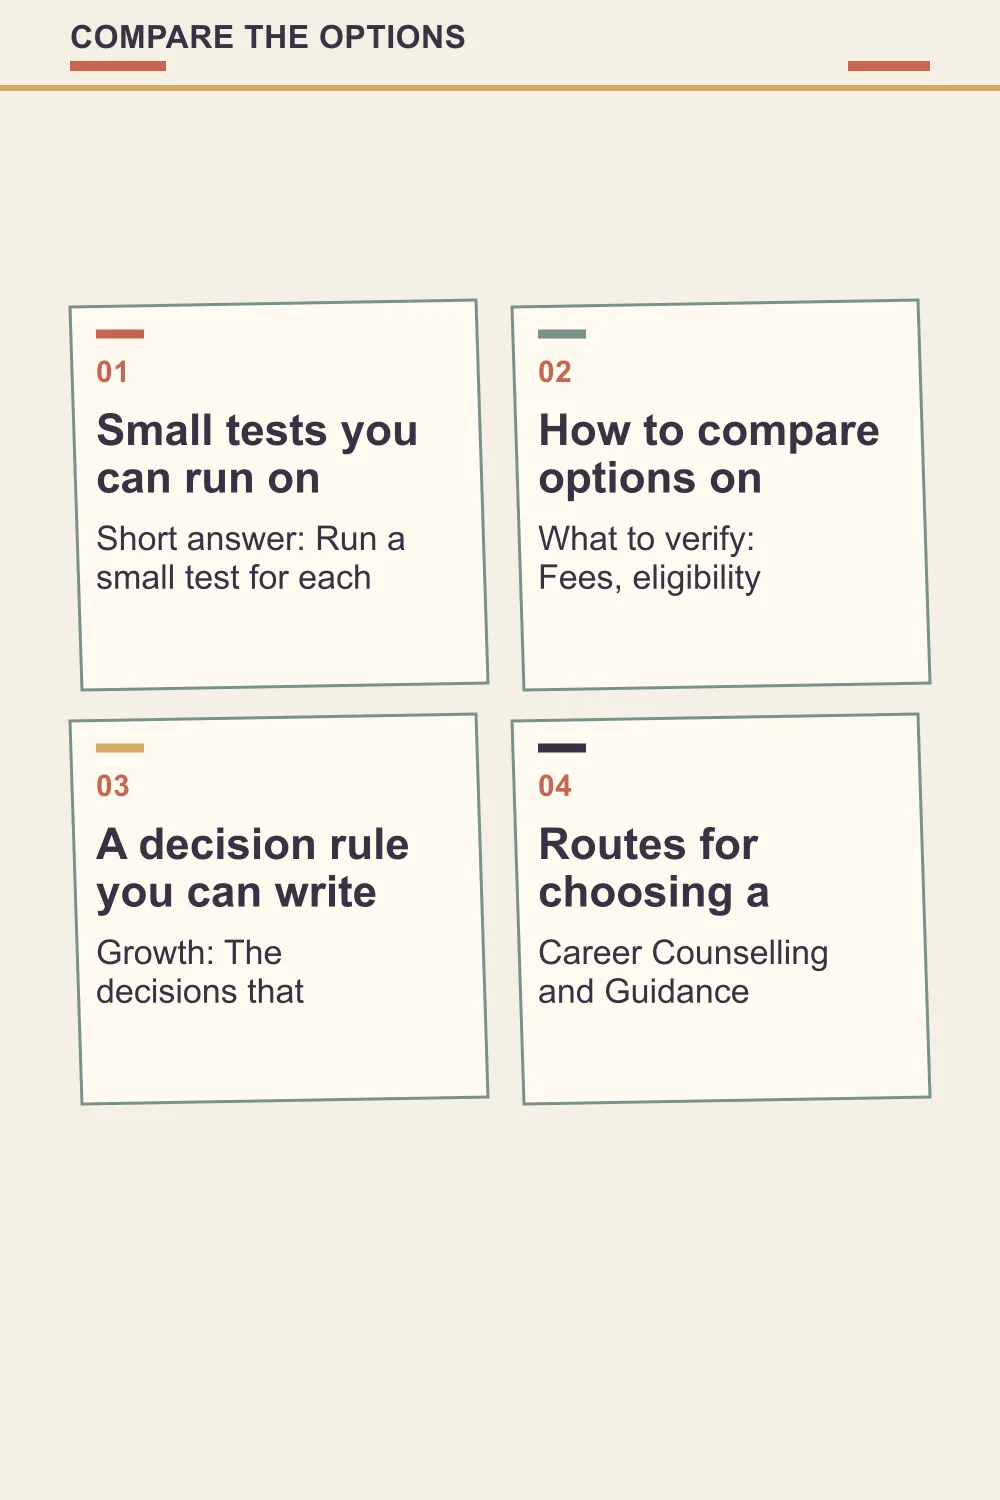 COMPARE THE OPTIONS
01
Small tests you
can run on
Short answer: Run a
small test for each
02
How to compare
options on
What to verify:
Fees, eligibility
03
A decision rule
you can write
Growth: The
decisions that
04
Routes for
choosing a
Career Counselling
and Guidance